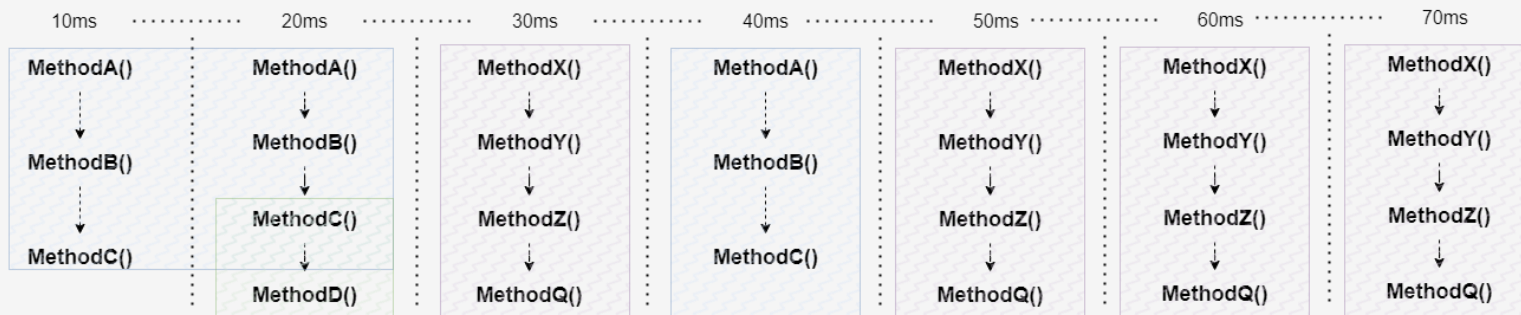 10ms 20ms 30ms 40ms 50ms 60ms 70ms
MethodA() MethodA() MethodX() MethodA() MethodX() MethodX() MethodX()
MethodB() MethodB() MethodY() MethodB() MethodY() MethodY() MethodY()
MethodC() MethodC() MethodZ() MethodC() MethodZ() MethodZ() MethodZ()
MethodD() MethodQ() MethodQ() MethodQ() MethodQ()